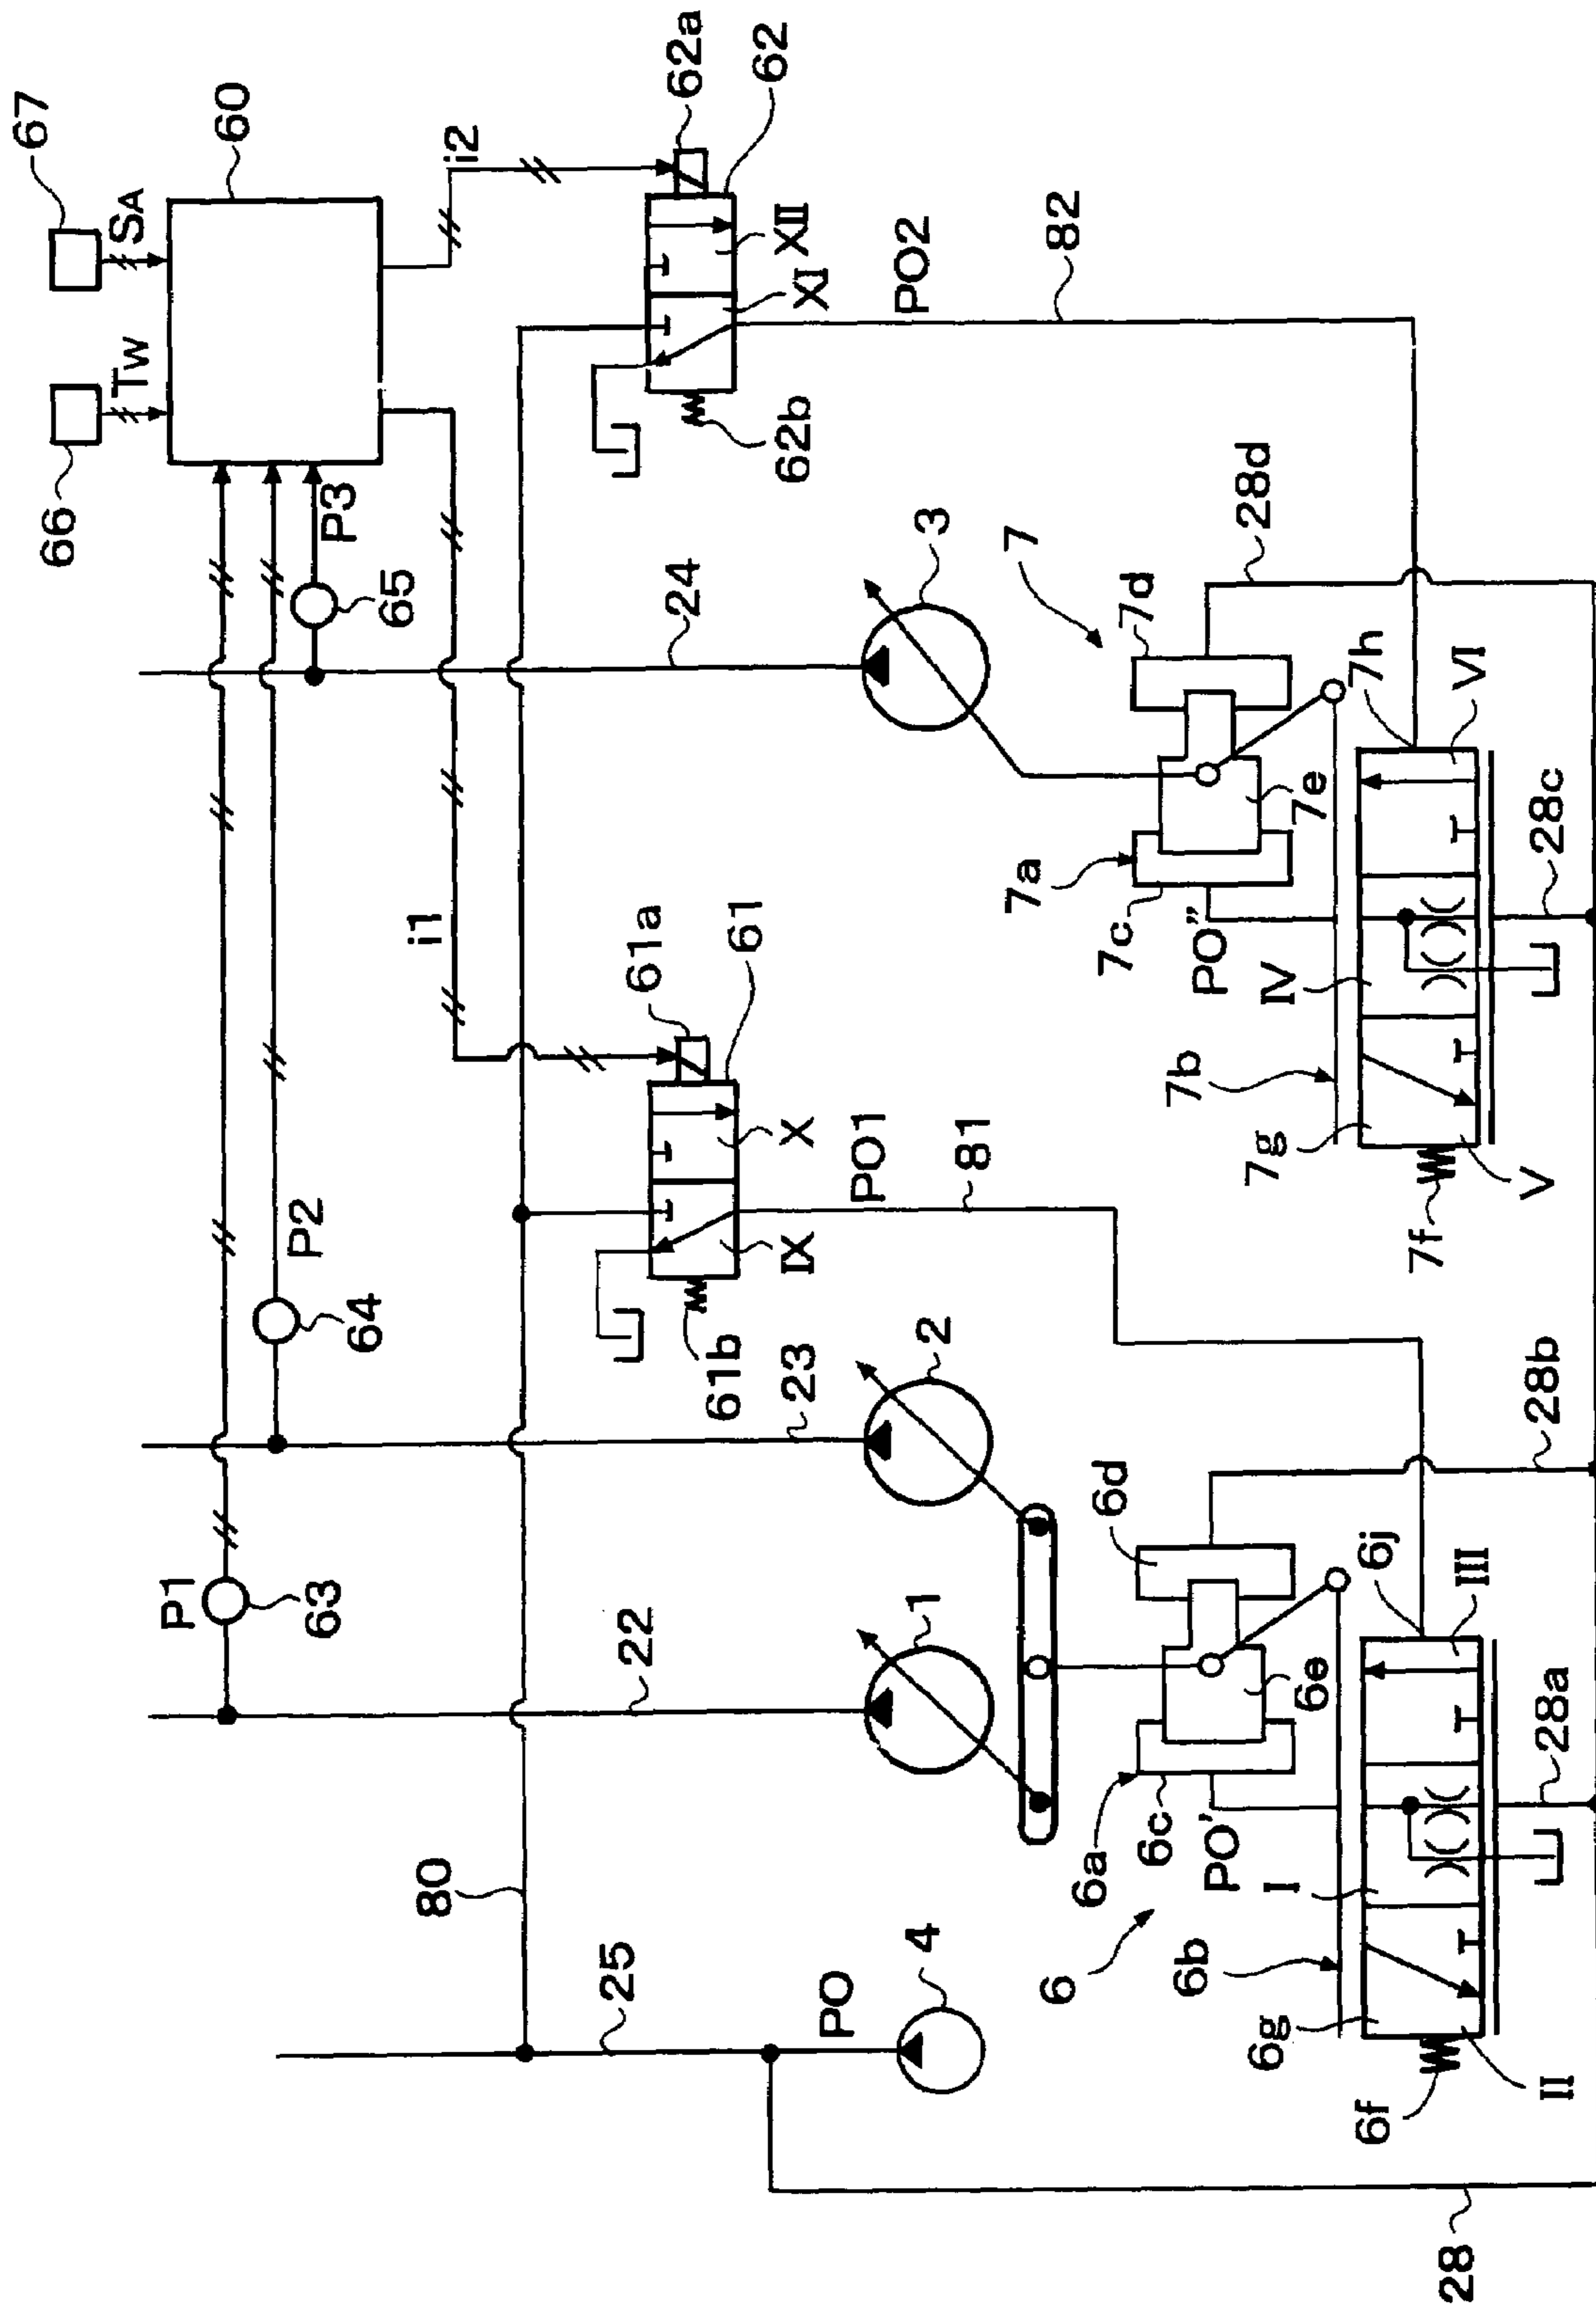 67
SA
66
TW
60
i2
62a
62
XII
XI
62b
PO2
82
P3
65
24
3
7
7d
28d
7h
VI
7a
7c
7e
PO"
IV
28c
7b
7g
7f
V
i1
61a
61
X
IX
61b
PO1
81
P2
64
23
2
28b
P1
63
22
1
6d
6j
III
6a
6c
6e
PO'
I
28a
6
6b
6g
6f
II
80
25
PO
4
28